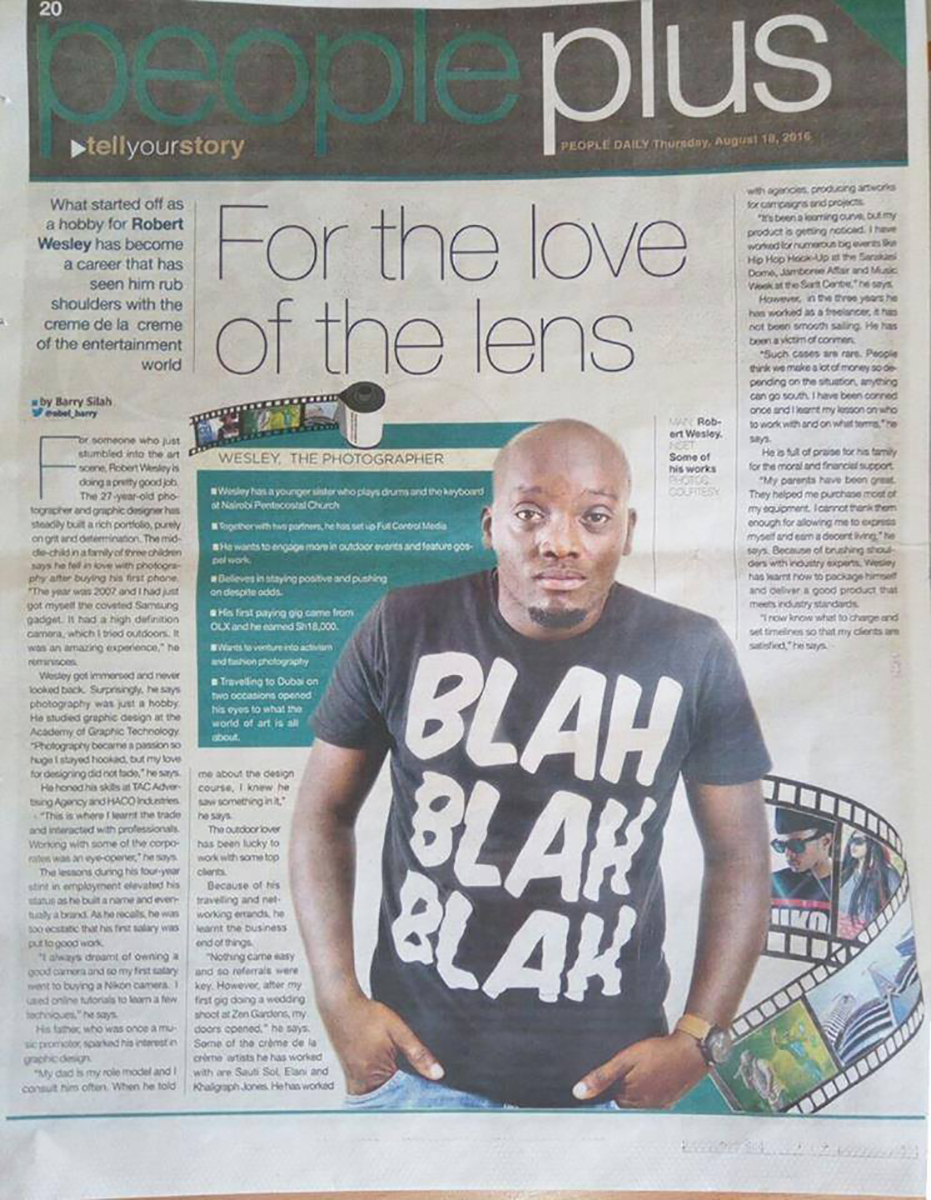 20
people plus
tellyourstory
PEOPLE DAILY Thursday, August 18, 2016
What started off as
a hobby for Robert
Wesley has become
a career that has
seen him rub
shoulders with the
creme de la creme
of the entertainment
world
For the love
of the lens
by Barry Silah
@obel_barry
For someone who just
stumbled into the art
scene, Robert Wesley is
doing a pretty good job.
The 27-year-old pho-
tographer and graphic designer has
steadily built a rich portfolio, purely
on grit and determination. The mid-
dle-child in a family of three children
says he fell in love with photogra-
phy after buying his first phone.
"The year was 2007 and I had just
got myself the coveted Samsung
gadget. It had a high definition
camera, which I tried outdoors. It
was an amazing experience," he
reminisces.
Wesley got immersed and never
looked back. Surprisingly, he says
photography was just a hobby.
He studied graphic design at the
Academy of Graphic Technology.
"Photography became a passion so
huge I stayed hooked, but my love
for designing did not fade," he says.
He honed his skills at TAC Adver-
tising Agency and HACO Industries.
"This is where I learnt the trade
and interacted with professionals.
Working with some of the corpo-
rates was an eye-opener," he says.
The lessons during his four-year
stint in employment elevated his
status as he built a name and even-
tually a brand. As he recalls, he was
too ecstatic that his first salary was
put to good work.
"I always dreamt of owning a
good camera and so my first salary
went to buying a Nikon camera. I
used online tutorials to learn a few
techniques," he says.
His father, who was once a mu-
sic promoter, sparked his interest in
graphic design.
"My dad is my role model and I
consult him often. When he told
WESLEY, THE PHOTOGRAPHER
Wesley has a younger sister who plays drums and the keyboard
at Nairobi Pentecostal Church
Together with two partners, he has set up Full Control Media
He wants to engage more in outdoor events and feature gos-
pel work.
Believes in staying positive and pushing
on despite odds.
His first paying gig came from
OLX and he earned Sh18,000.
Wants to venture into activism
and fashion photography
Travelling to Dubai on
two occasions opened
his eyes to what the
world of art is all
about.
me about the design
course, I knew he
saw something in it,"
he says.
The outdoor lover
has been lucky to
work with some top
clients.
Because of his
travelling and net-
working errands, he
learnt the business
end of things.
"Nothing came easy
and so referrals were
key. However, after my
first gig doing a wedding
shoot at Zen Gardens, my
doors opened," he says.
Some of the crème de la
crème artists he has worked
with are Sauti Sol, Elani and
Khaligraph Jones. He has worked
MAIN: Rob-
ert Wesley.
INSET:
Some of
his works
PHOTOS:
COURTESY
BLAH
BLAH
BLAH
NIKO
with agencies, producing artworks
for campaigns and projects.
"It's been a learning curve, but my
product is getting noticed. I have
worked for numerous big events like
Hip Hop Hook-Up at the Sarakasi
Dome, Jamboree Affair and Music
Week at the Sarit Centre," he says.
However, in the three years he
has worked as a freelancer, it has
not been smooth sailing. He has
been a victim of conmen.
"Such cases are rare. People
think we make a lot of money so de-
pending on the situation, anything
can go south. I have been conned
once and I learnt my lesson on who
to work with and on what terms," he
says.
He is full of praise for his family
for the moral and financial support.
"My parents have been great.
They helped me purchase most of
my equipment. I cannot thank them
enough for allowing me to express
myself and earn a decent living," he
says. Because of brushing shoul-
ders with industry experts, Wesley
has learnt how to package himself
and deliver a good product that
meets industry standards.
"I now know what to charge and
set timelines so that my clients are
satisfied," he says.